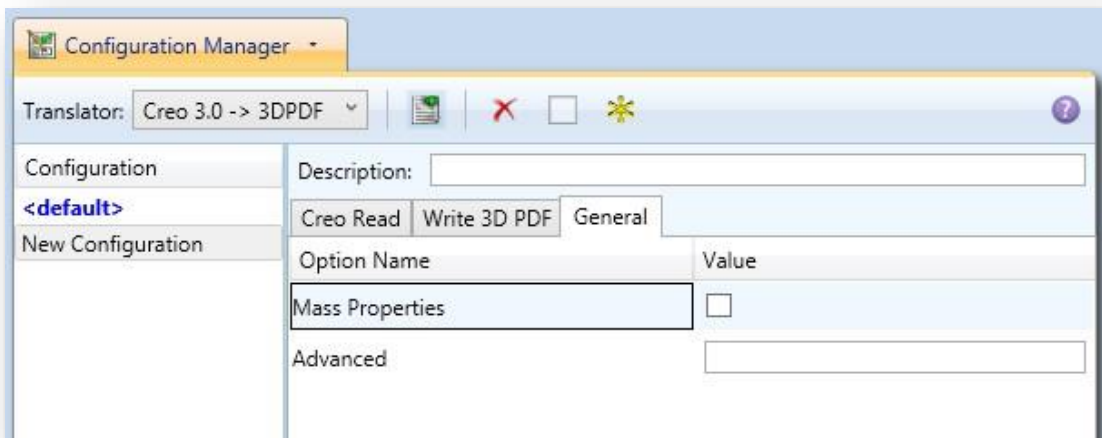 Configuration Manager
Translator: Creo 3.0 -> 3DPDF
Configuration
Description:
<default>
Creo Read Write 3D PDF General
New Configuration
Option Name Value
Mass Properties
Advanced